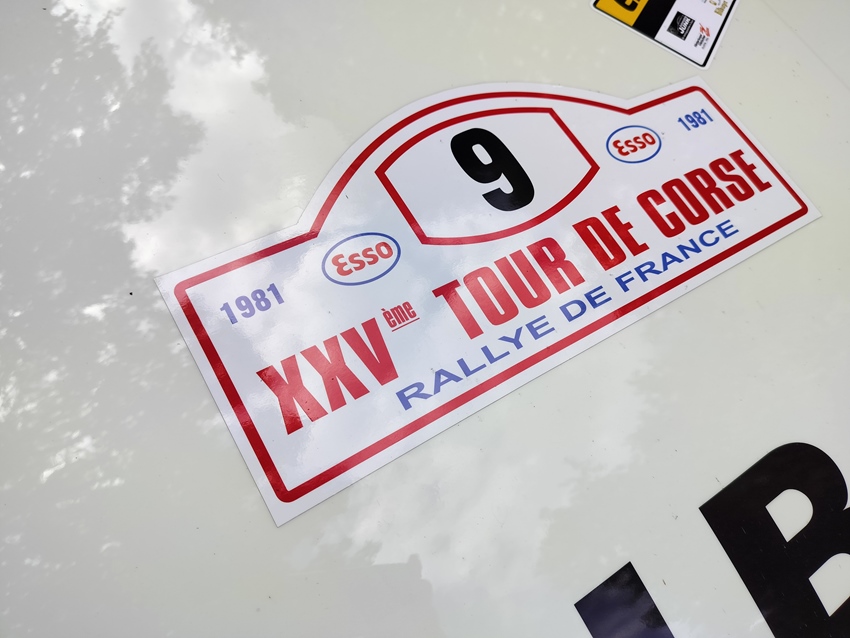 9
Esso 1981
1981 Esso
XXVème TOUR DE CORSE
RALLYE DE FRANCE
B